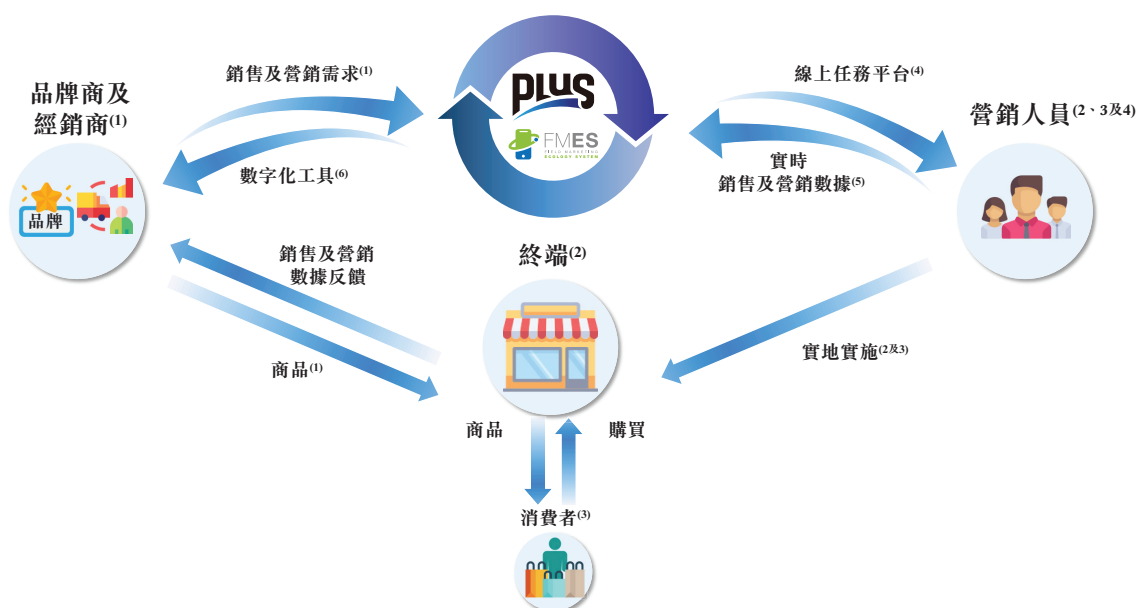 品牌商及
經銷商(1)
品牌
銷售及營銷需求(1)
數字化工具(6)
PLUS
FMES
FIELD MARKETING
ECOLOGY SYSTEM
線上任務平台(4)
實時
銷售及營銷數據(5)
營銷人員(2、3及4)
銷售及營銷
數據反饋
商品(1)
終端(2)
實地實施(2及3)
商品
購買
消費者(3)